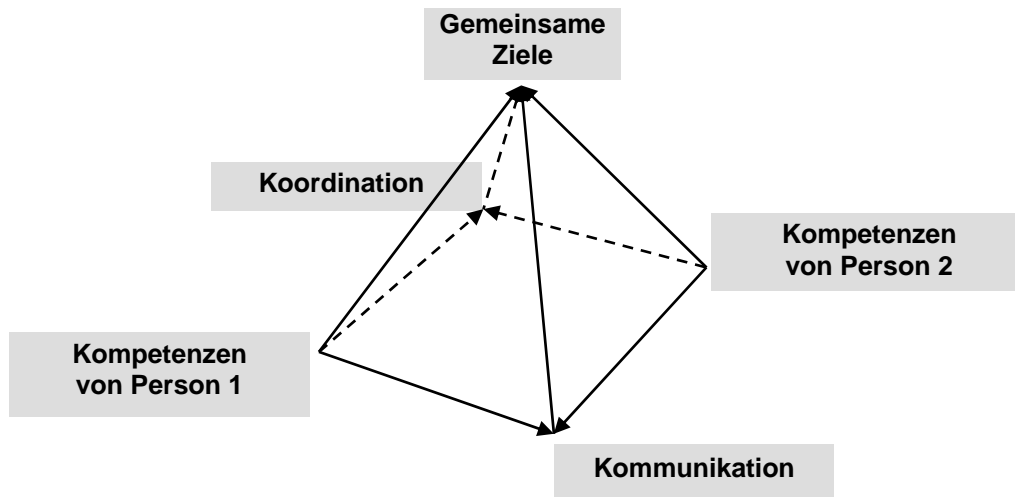 Gemeinsame
Ziele
Koordination
Kompetenzen
von Person 2
Kompetenzen
von Person 1
Kommunikation